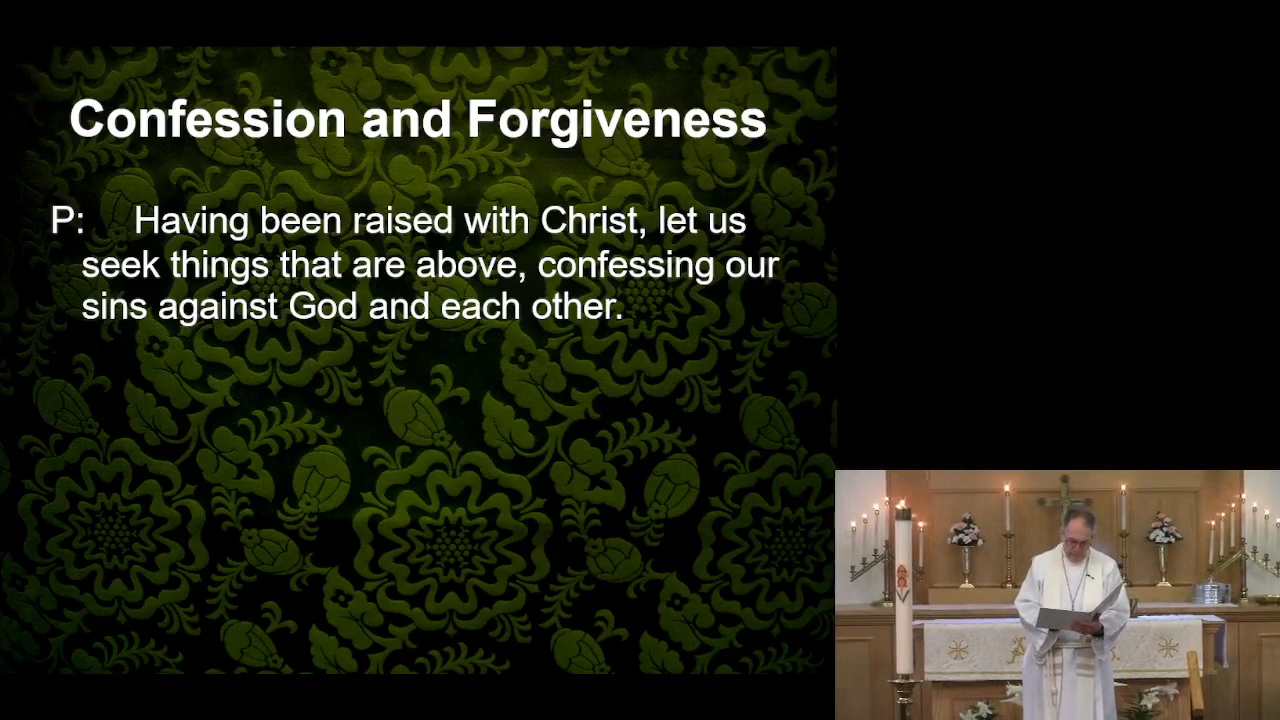 Confession and Forgiveness
P: Having been raised with Christ, let us
seek things that are above, confessing our
sins against God and each other.